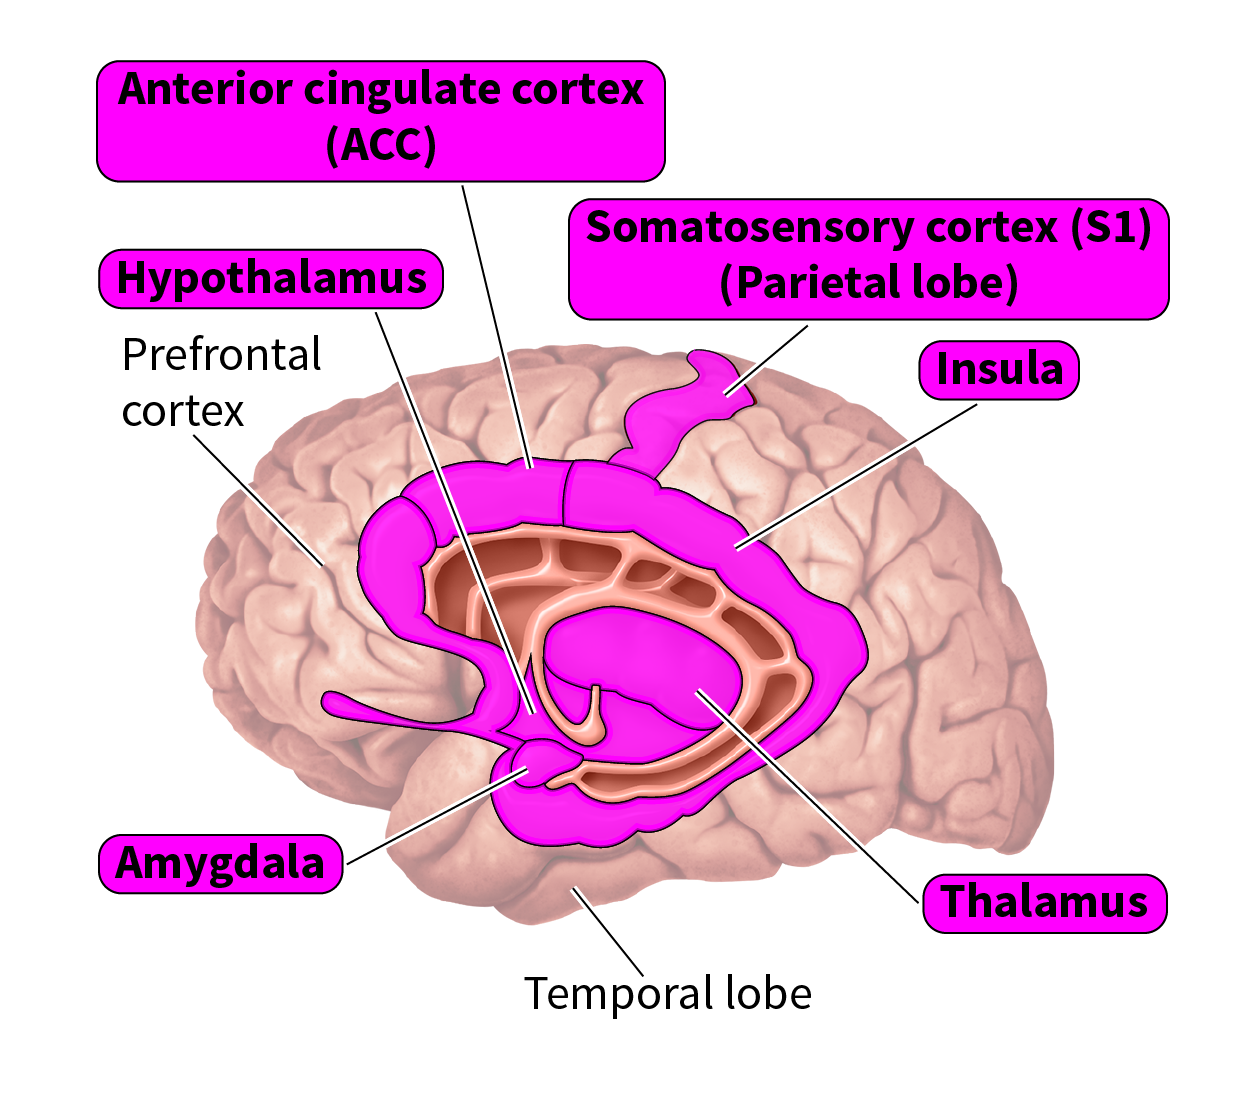 Anterior cingulate cortex
(ACC)
Somatosensory cortex (S1)
(Parietal lobe)
Hypothalamus
Prefrontal
cortex
Insula
Amygdala
Thalamus
Temporal lobe